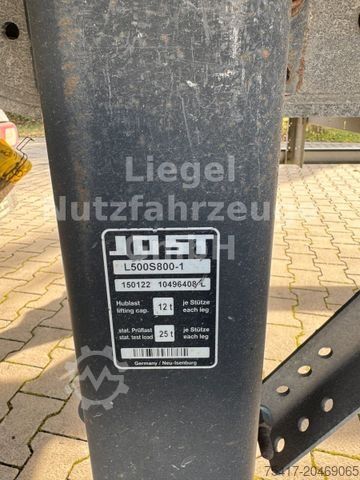 Liegel
Nutzfahrzeuge
GmbH
JOST
L500S800-1
150122 10496408/L
Hublast
lifting cap.
12 t
je Stütze
each leg
stat. Prüflast
stat. test load
25 t
je Stütze
each leg
Germany / Neu-Isenburg
75417-20469065